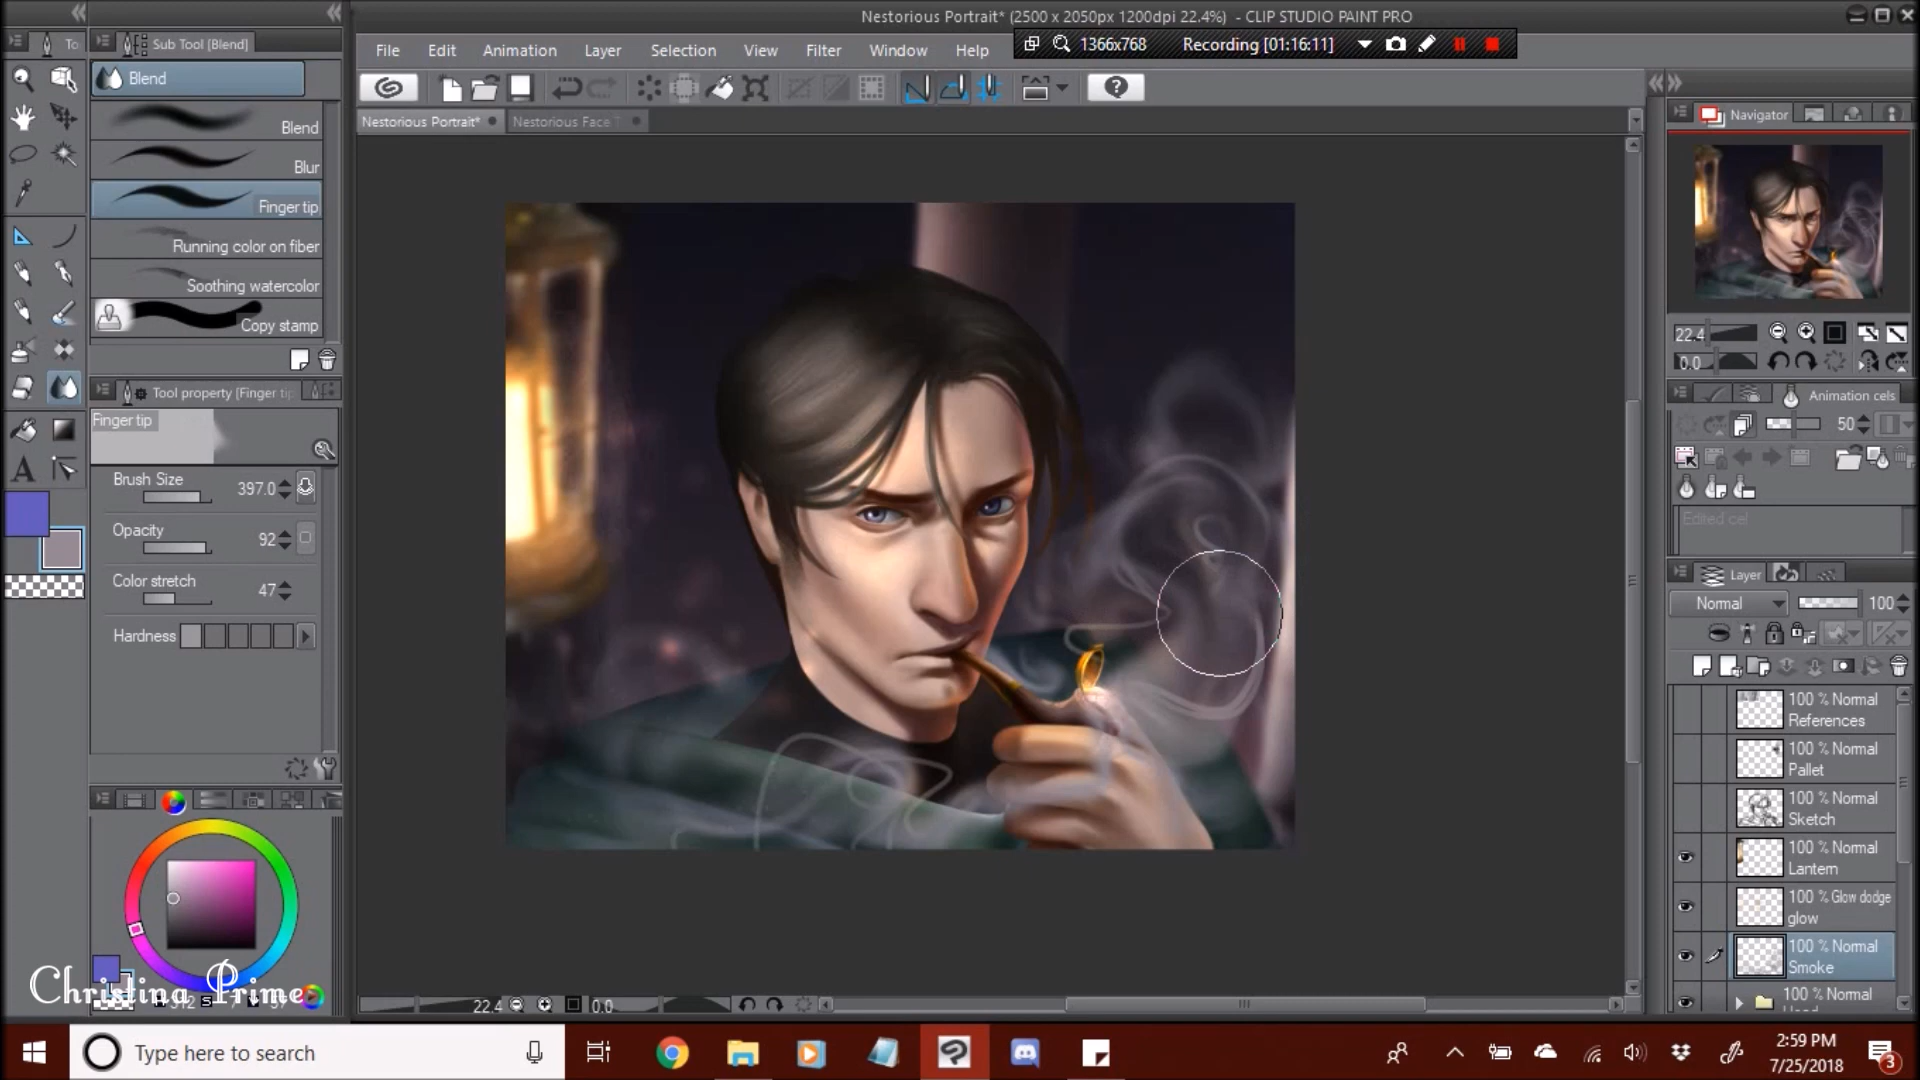 Nestorious Portrait* (2500 x 2050px 1200dpi 22.4%) - CLIP STUDIO PAINT PRO
To
Sub Tool [Blend]
File Edit Animation Layer Selection View Filter Window Help
1366x768 Recording [01:16:11]
Blend
Nestorious Portrait* Nestorious Face
Navigator
Blend
Blur
Finger tip
Running color on fiber
Soothing watercolor
Copy stamp
22.4
0.0
Tool property [Finger tip
Animation cels
Finger tip
50
Brush Size 397.0
Opacity 92
Color stretch 47
Hardness
Edited cel
Layer
Normal 100
100 % Normal
References
100 % Normal
Pallet
100 % Normal
Sketch
100 % Normal
Lantern
100 % Glow dodge
glow
100 % Normal
Smoke
100 % Normal
Christina Prime
22.4 0.0
Type here to search
2:59 PM
7/25/2018
3